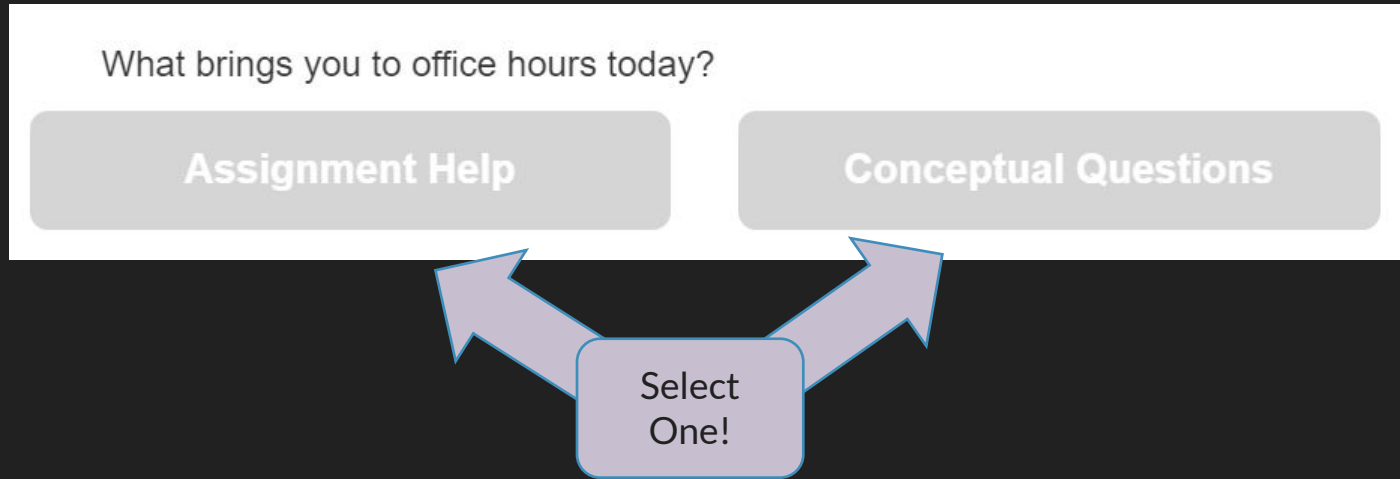 What brings you to office hours today?
Assignment Help
Conceptual Questions
Select
One!